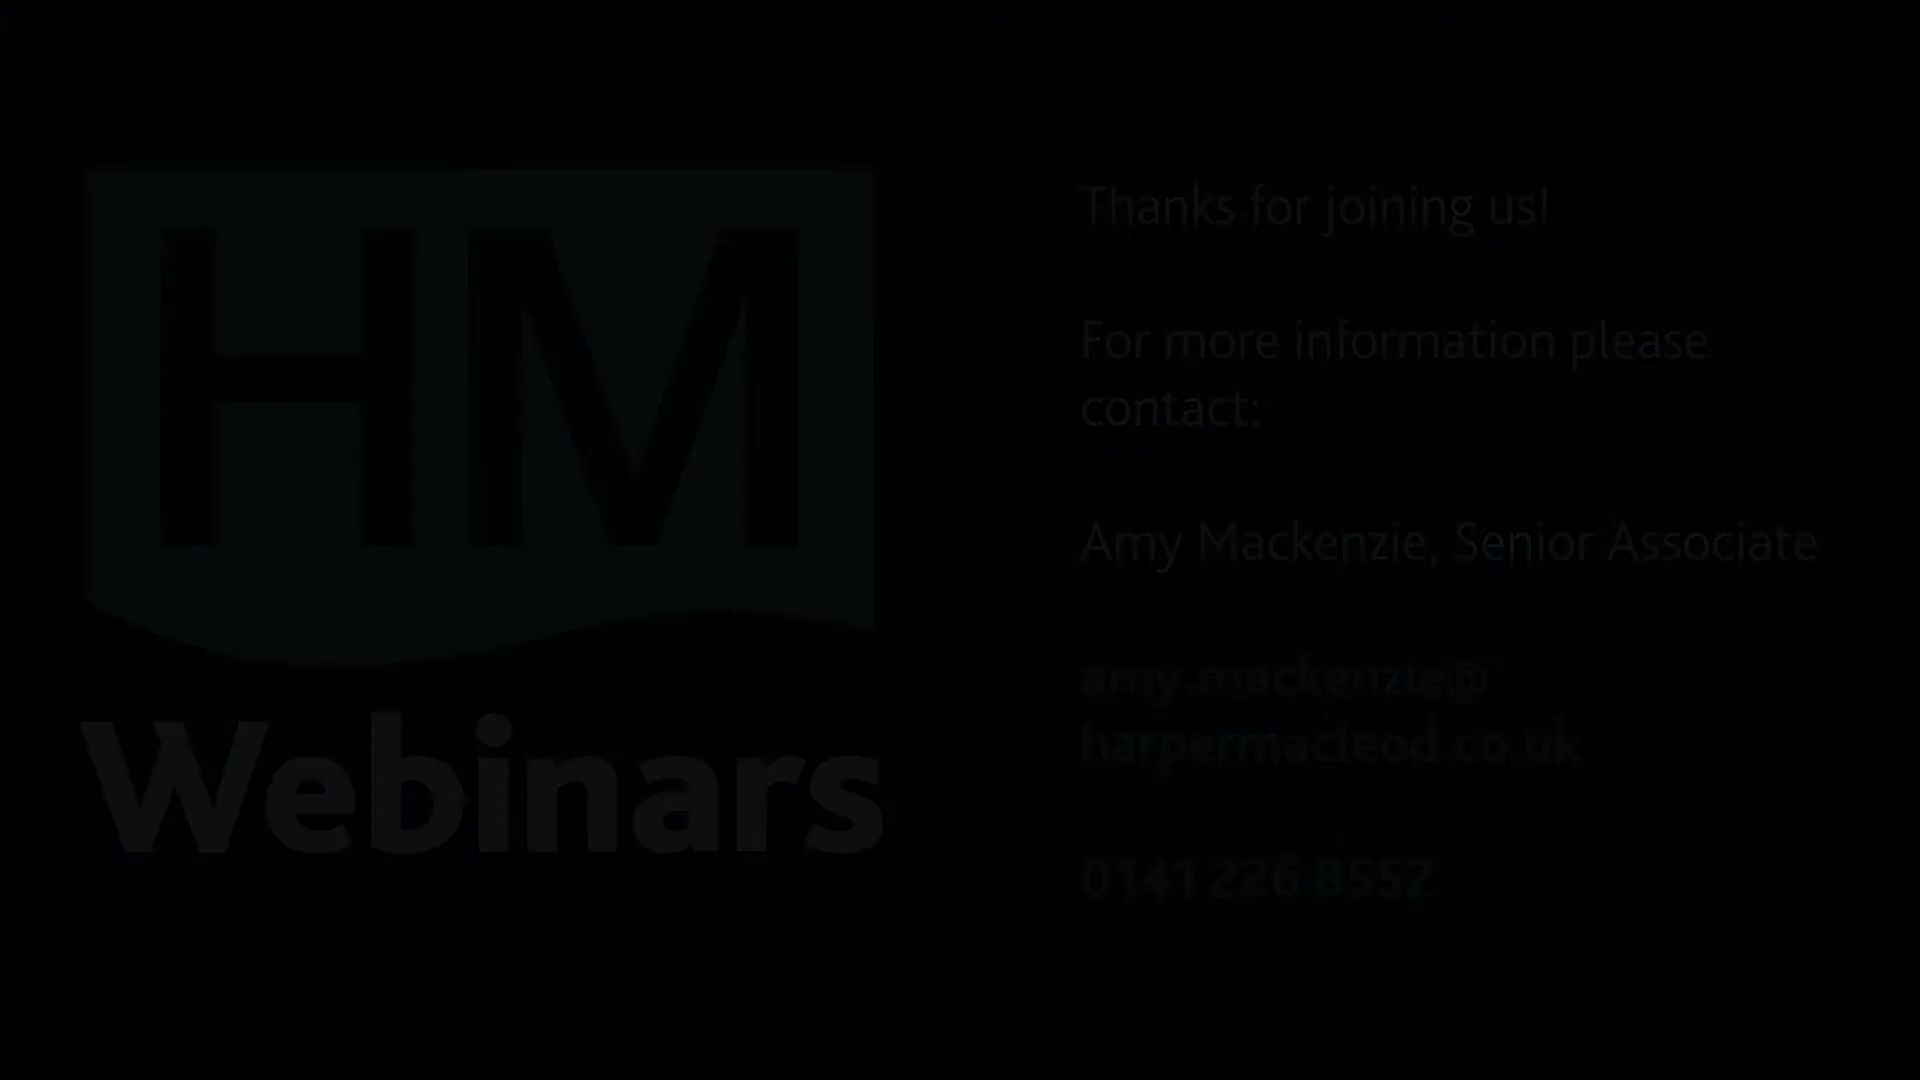 HM
Webinars
Thanks for joining us!
For more information please
contact:
Amy Mackenzie, Senior Associate
amy.mackenzie@
harpermacleod.co.uk
0141 226 8552